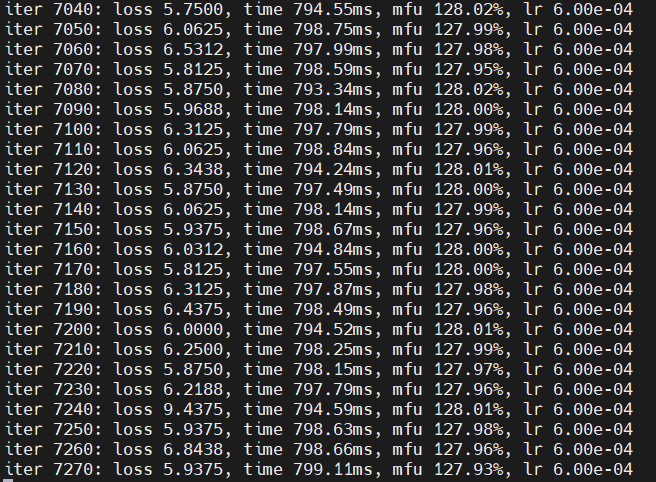 iter 7040: loss 5.7500, time 794.55ms, mfu 128.02%, lr 6.00e-04
iter 7050: loss 6.0625, time 798.75ms, mfu 127.99%, lr 6.00e-04
iter 7060: loss 6.5312, time 797.99ms, mfu 127.98%, lr 6.00e-04
iter 7070: loss 5.8125, time 798.59ms, mfu 127.95%, lr 6.00e-04
iter 7080: loss 5.8750, time 793.34ms, mfu 128.02%, lr 6.00e-04
iter 7090: loss 5.9688, time 798.14ms, mfu 128.00%, lr 6.00e-04
iter 7100: loss 6.3125, time 797.79ms, mfu 127.99%, lr 6.00e-04
iter 7110: loss 6.0625, time 798.84ms, mfu 127.96%, lr 6.00e-04
iter 7120: loss 6.3438, time 794.24ms, mfu 128.01%, lr 6.00e-04
iter 7130: loss 5.8750, time 797.49ms, mfu 128.00%, lr 6.00e-04
iter 7140: loss 6.0625, time 798.14ms, mfu 127.99%, lr 6.00e-04
iter 7150: loss 5.9375, time 798.67ms, mfu 127.96%, lr 6.00e-04
iter 7160: loss 6.0312, time 794.84ms, mfu 128.00%, lr 6.00e-04
iter 7170: loss 5.8125, time 797.55ms, mfu 128.00%, lr 6.00e-04
iter 7180: loss 6.3125, time 797.87ms, mfu 127.98%, lr 6.00e-04
iter 7190: loss 6.4375, time 798.49ms, mfu 127.96%, lr 6.00e-04
iter 7200: loss 6.0000, time 794.52ms, mfu 128.01%, lr 6.00e-04
iter 7210: loss 6.2500, time 798.25ms, mfu 127.99%, lr 6.00e-04
iter 7220: loss 5.8750, time 798.15ms, mfu 127.97%, lr 6.00e-04
iter 7230: loss 6.2188, time 797.79ms, mfu 127.96%, lr 6.00e-04
iter 7240: loss 9.4375, time 794.59ms, mfu 128.01%, lr 6.00e-04
iter 7250: loss 5.9375, time 798.63ms, mfu 127.98%, lr 6.00e-04
iter 7260: loss 6.8438, time 798.66ms, mfu 127.96%, lr 6.00e-04
iter 7270: loss 5.9375, time 799.11ms, mfu 127.93%, lr 6.00e-04